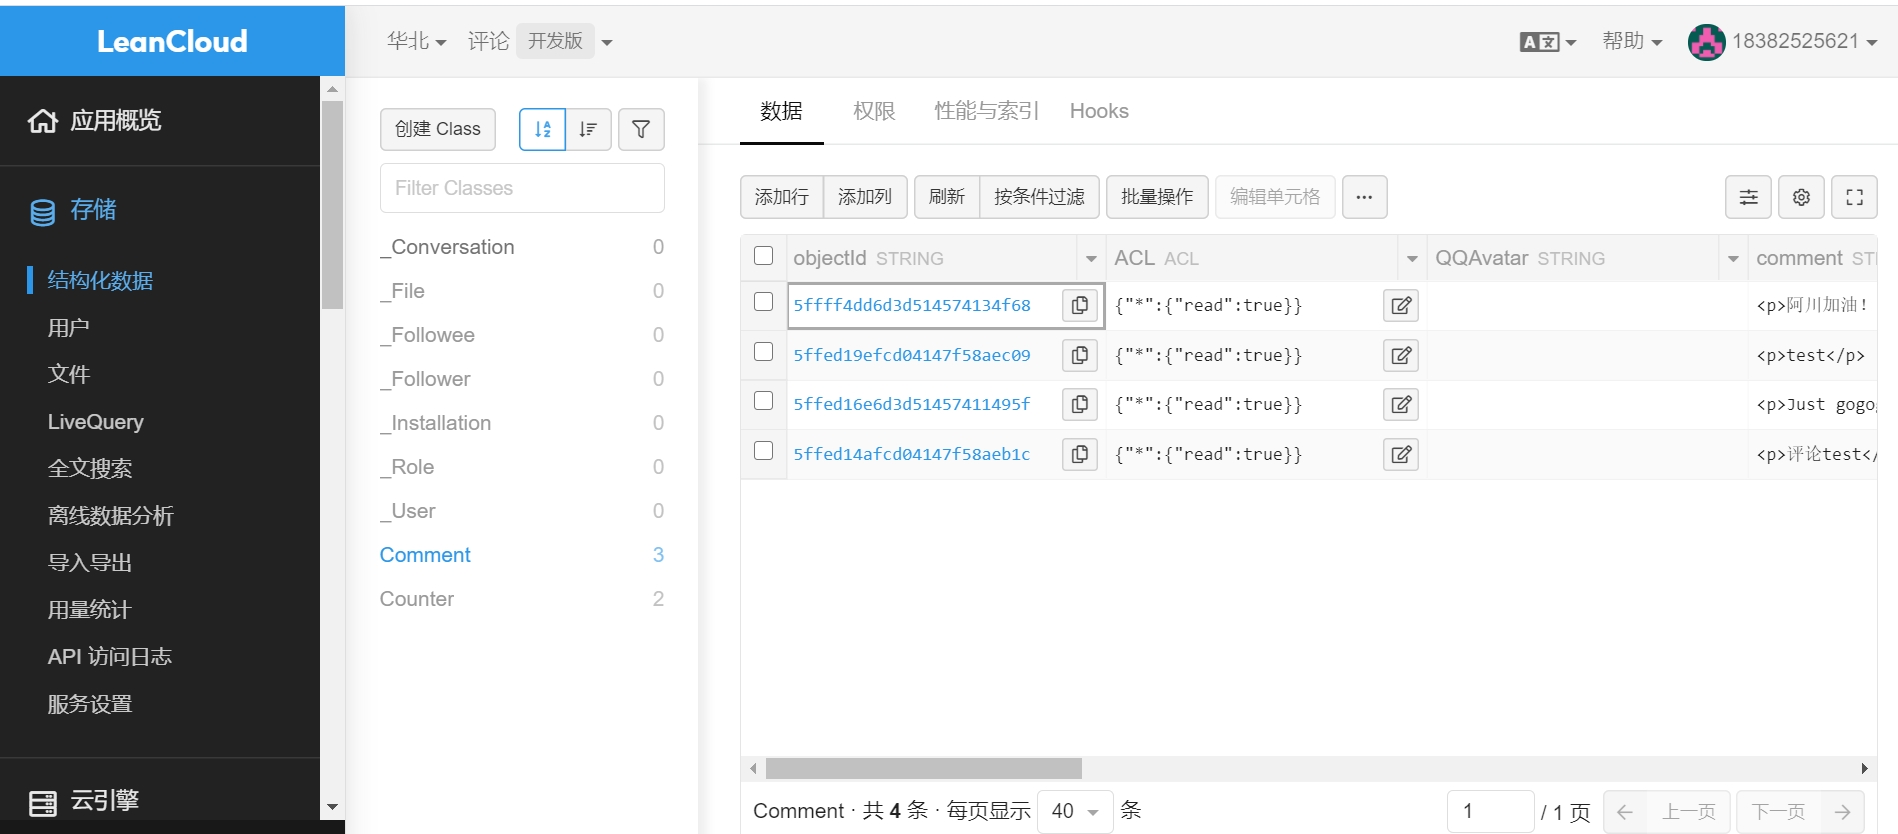 LeanCloud
华北 评论 开发版
帮助 18382525621
应用概览
存储
结构化数据
用户
文件
LiveQuery
全文搜索
离线数据分析
导入导出
用量统计
API 访问日志
服务设置
云引擎
创建 Class
Filter Classes
_Conversation 0
_File 0
_Followee 0
_Follower 0
_Installation 0
_Role 0
_User 0
Comment 3
Counter 2
数据 权限 性能与索引 Hooks
添加行 添加列 刷新 按条件过滤 批量操作 编辑单元格 ...
objectId STRING ACL ACL QQAvatar STRING comment STI
5ffff4dd6d3d514574134f68 {"*":{"read":true}} <p>阿川加油!
5ffed19efcd04147f58aec09 {"*":{"read":true}} <p>test</p>
5ffed16e6d3d51457411495f {"*":{"read":true}} <p>Just gogo
5ffed14afcd04147f58aeb1c {"*":{"read":true}} <p>评论test</
Comment · 共 4 条 · 每页显示 40 条
1 / 1 页 上一页 下一页